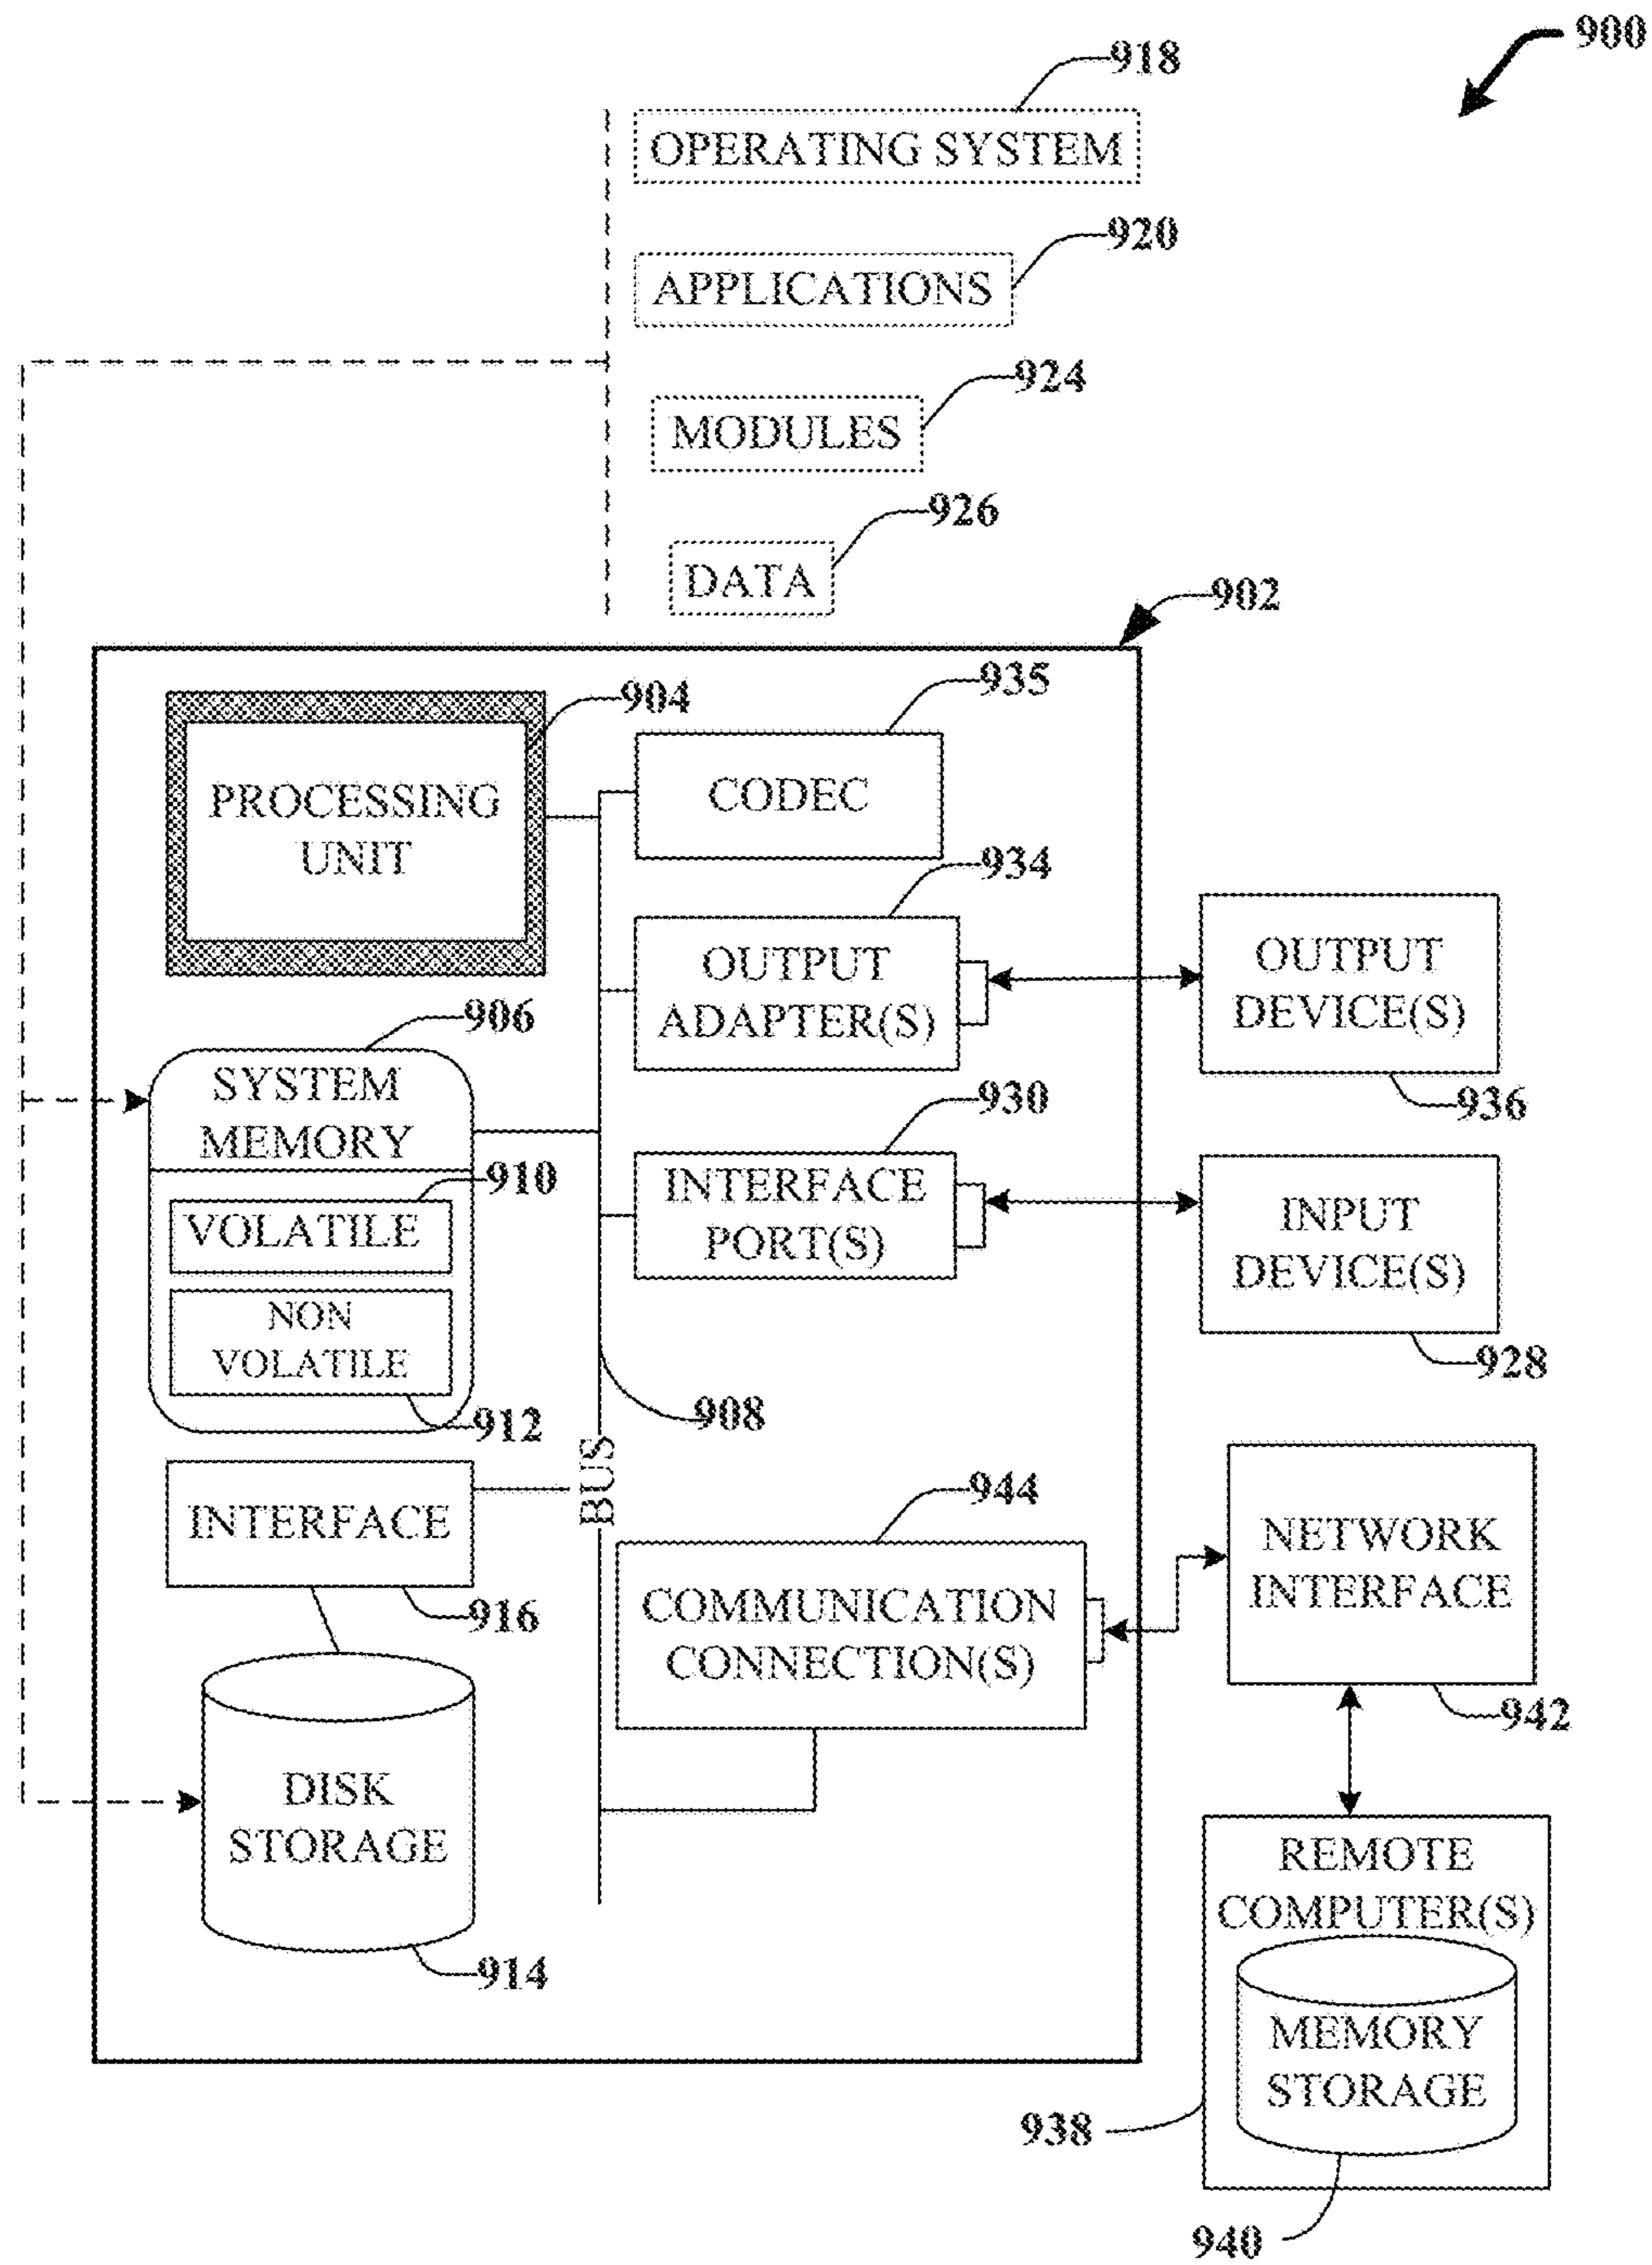 900
918
OPERATING SYSTEM
920
APPLICATIONS
924
MODULES
926
DATA
902
904
PROCESSING
UNIT
935
CODEC
934
OUTPUT
ADAPTER(S)
OUTPUT
DEVICE(S)
936
906
SYSTEM
MEMORY
910
VOLATILE
NON
VOLATILE
912
930
INTERFACE
PORT(S)
INPUT
DEVICE(S)
928
908
BUS
INTERFACE
916
944
COMMUNICATION
CONNECTION(S)
NETWORK
INTERFACE
942
DISK
STORAGE
914
REMOTE
COMPUTER(S)
MEMORY
STORAGE
938
940